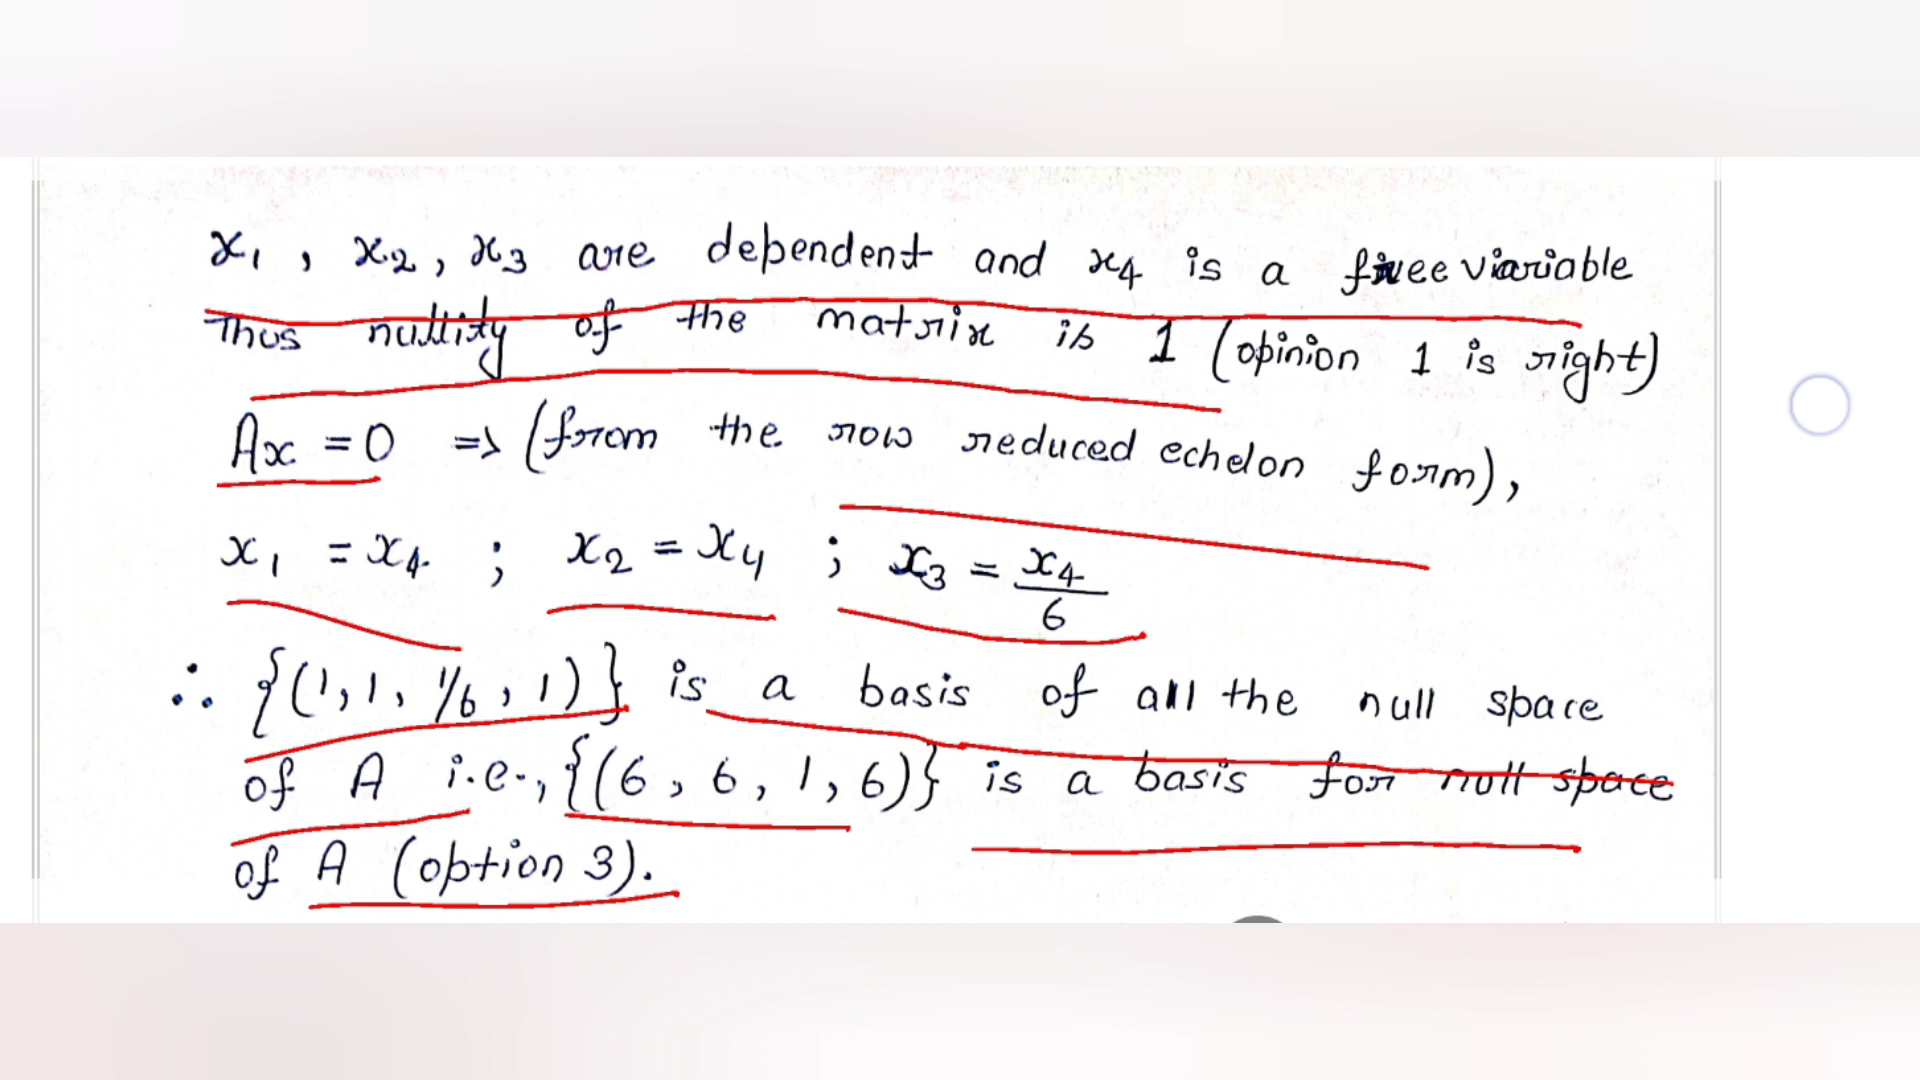 x₁ , x₂, x₃ are dependent and x₄ is a free variable
Thus nullity of the matrix is 1 (opinion 1 is right)
Ax = 0 => (from the row reduced echelon form),
x₁ = x₄ ; x₂ = x₄ ; x₃ = x₄/6
∴ {(1, 1, 1/6, 1)} is a basis of all the null space
of A i.e., {(6, 6, 1, 6)} is a basis for null space
of A (option 3).